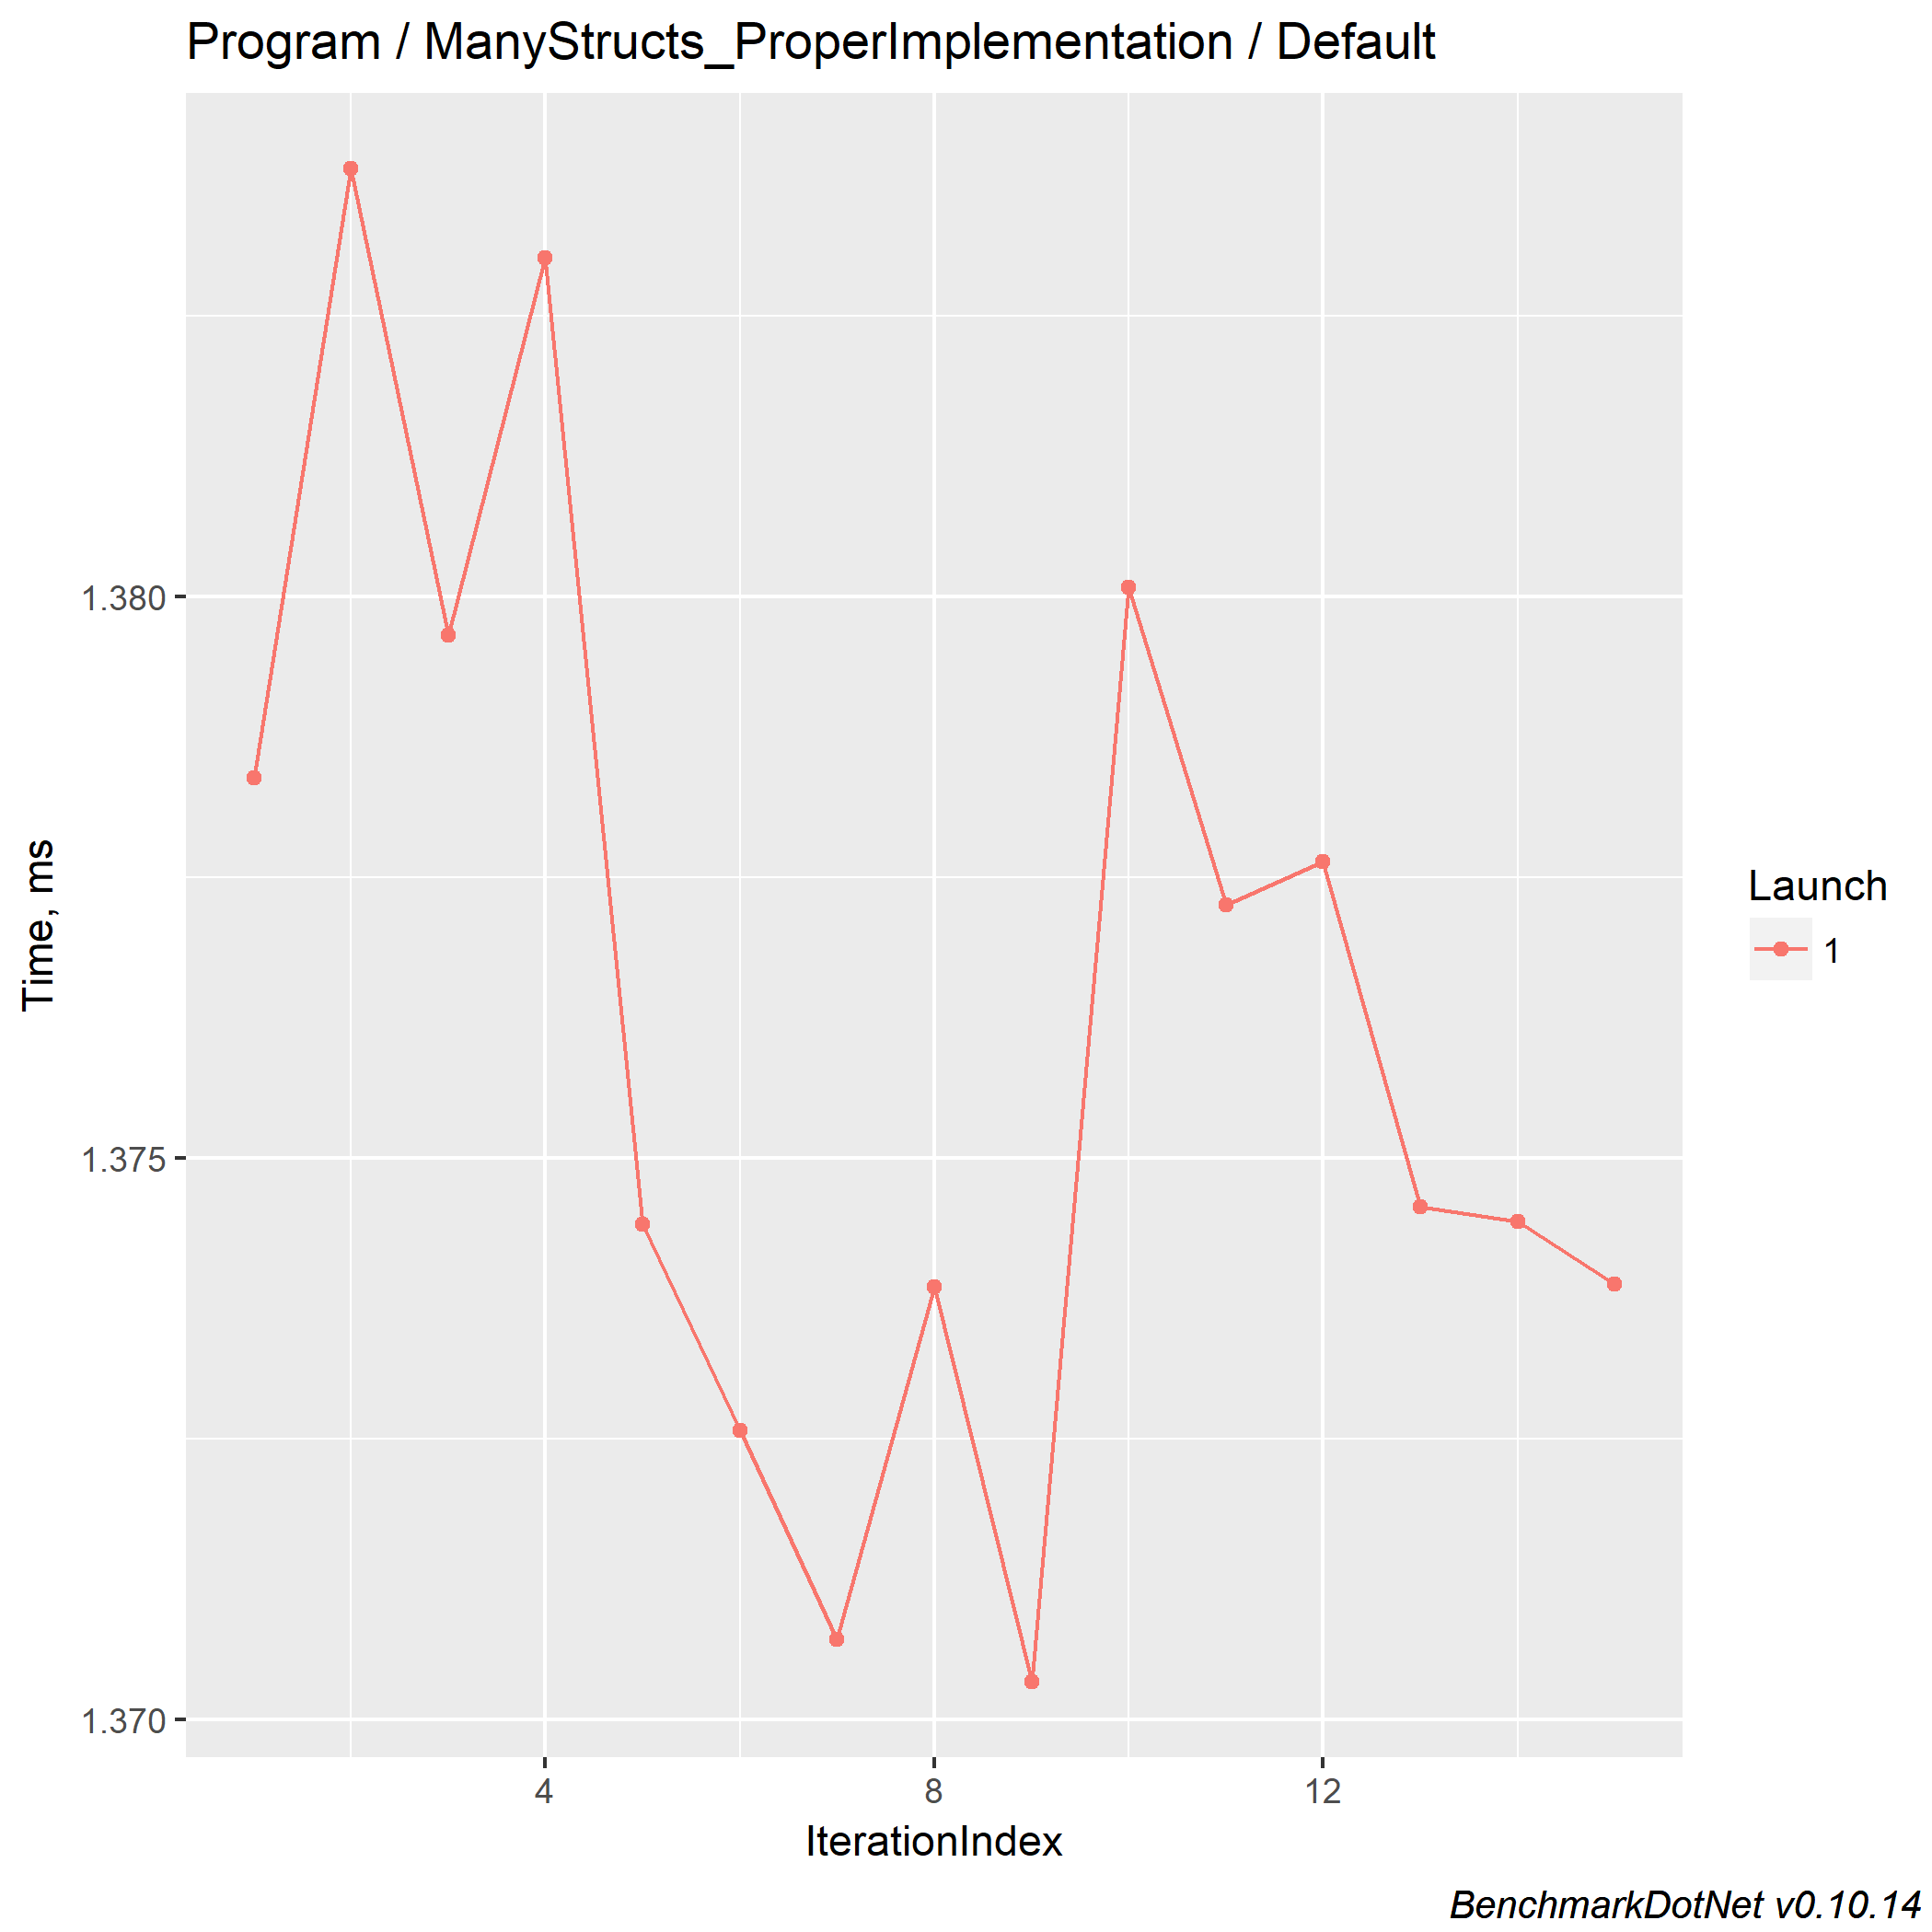 Program / ManyStructs_ProperImplementation / Default
1.380
1.375
1.370
Time, ms
4 8 12
IterationIndex
Launch
1
BenchmarkDotNet v0.10.14